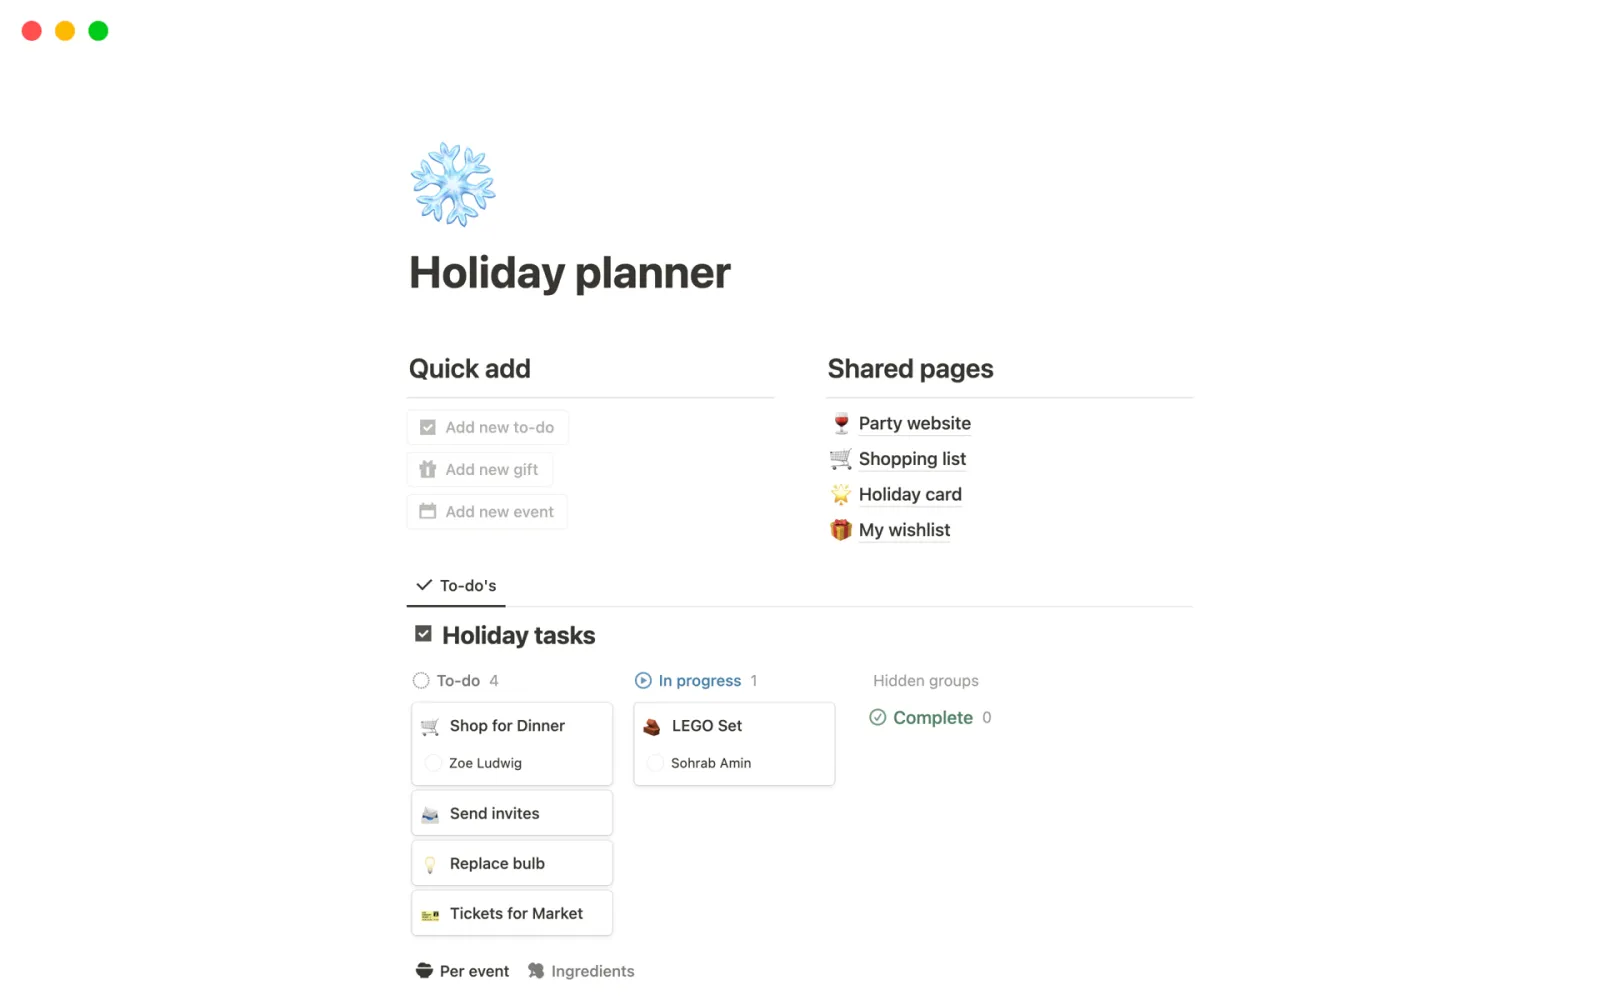 Holiday planner
Quick add
Add new to-do
Add new gift
Add new event
Shared pages
Party website
Shopping list
Holiday card
My wishlist
To-do's
Holiday tasks
To-do 4
Shop for Dinner
Zoe Ludwig
Send invites
Replace bulb
Tickets for Market
In progress 1
LEGO Set
Sohrab Amin
Hidden groups
Complete 0
Per event Ingredients